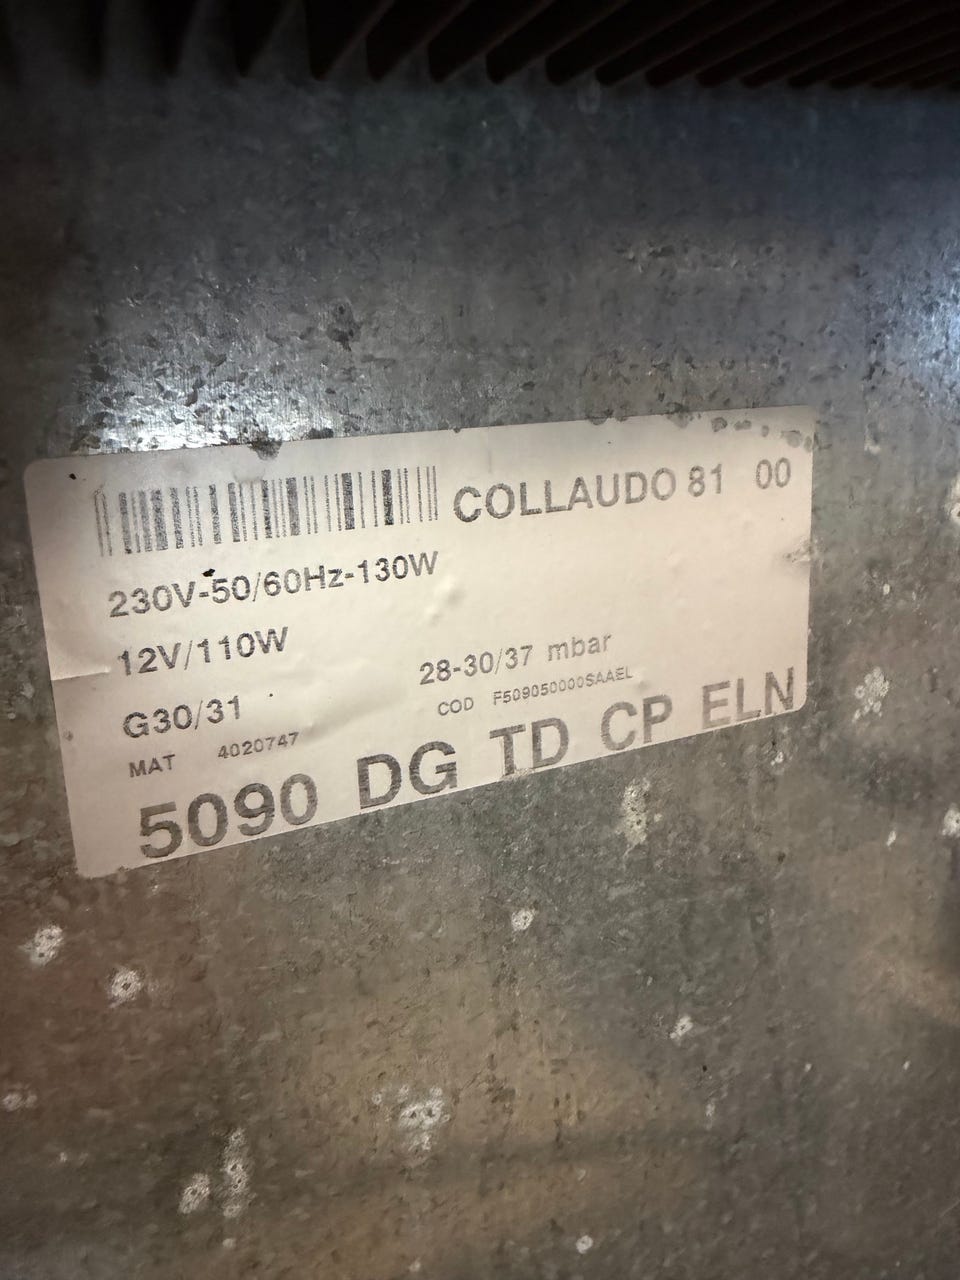 COLLAUDO 81 00
230V-50/60Hz-130W
12V/110W
G30/31 28-30/37 mbar
MAT 4020747 COD F509050000SAAEL
5090 DG TD CP ELN